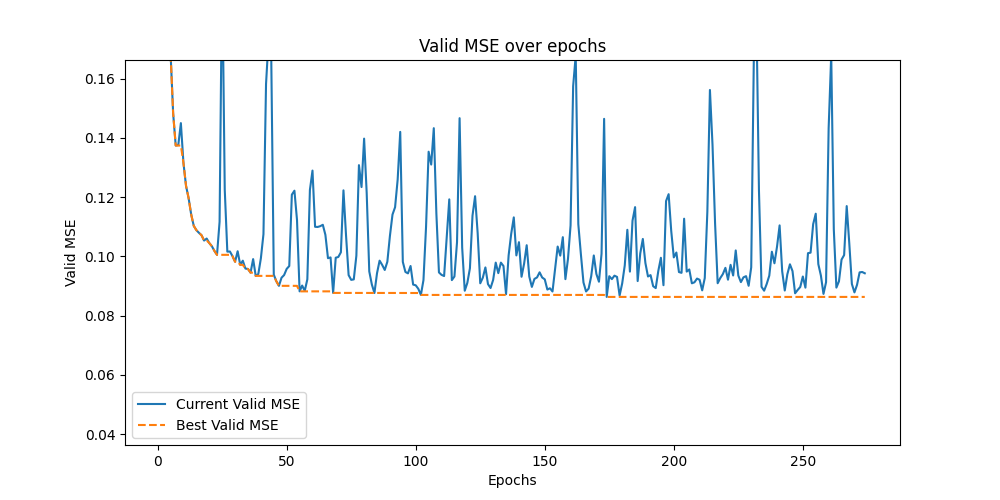 Valid MSE over epochs
Valid MSE
0.16
0.14
0.12
0.10
0.08
0.06
0.04
Current Valid MSE
Best Valid MSE
0
50
100
150
200
250
Epochs